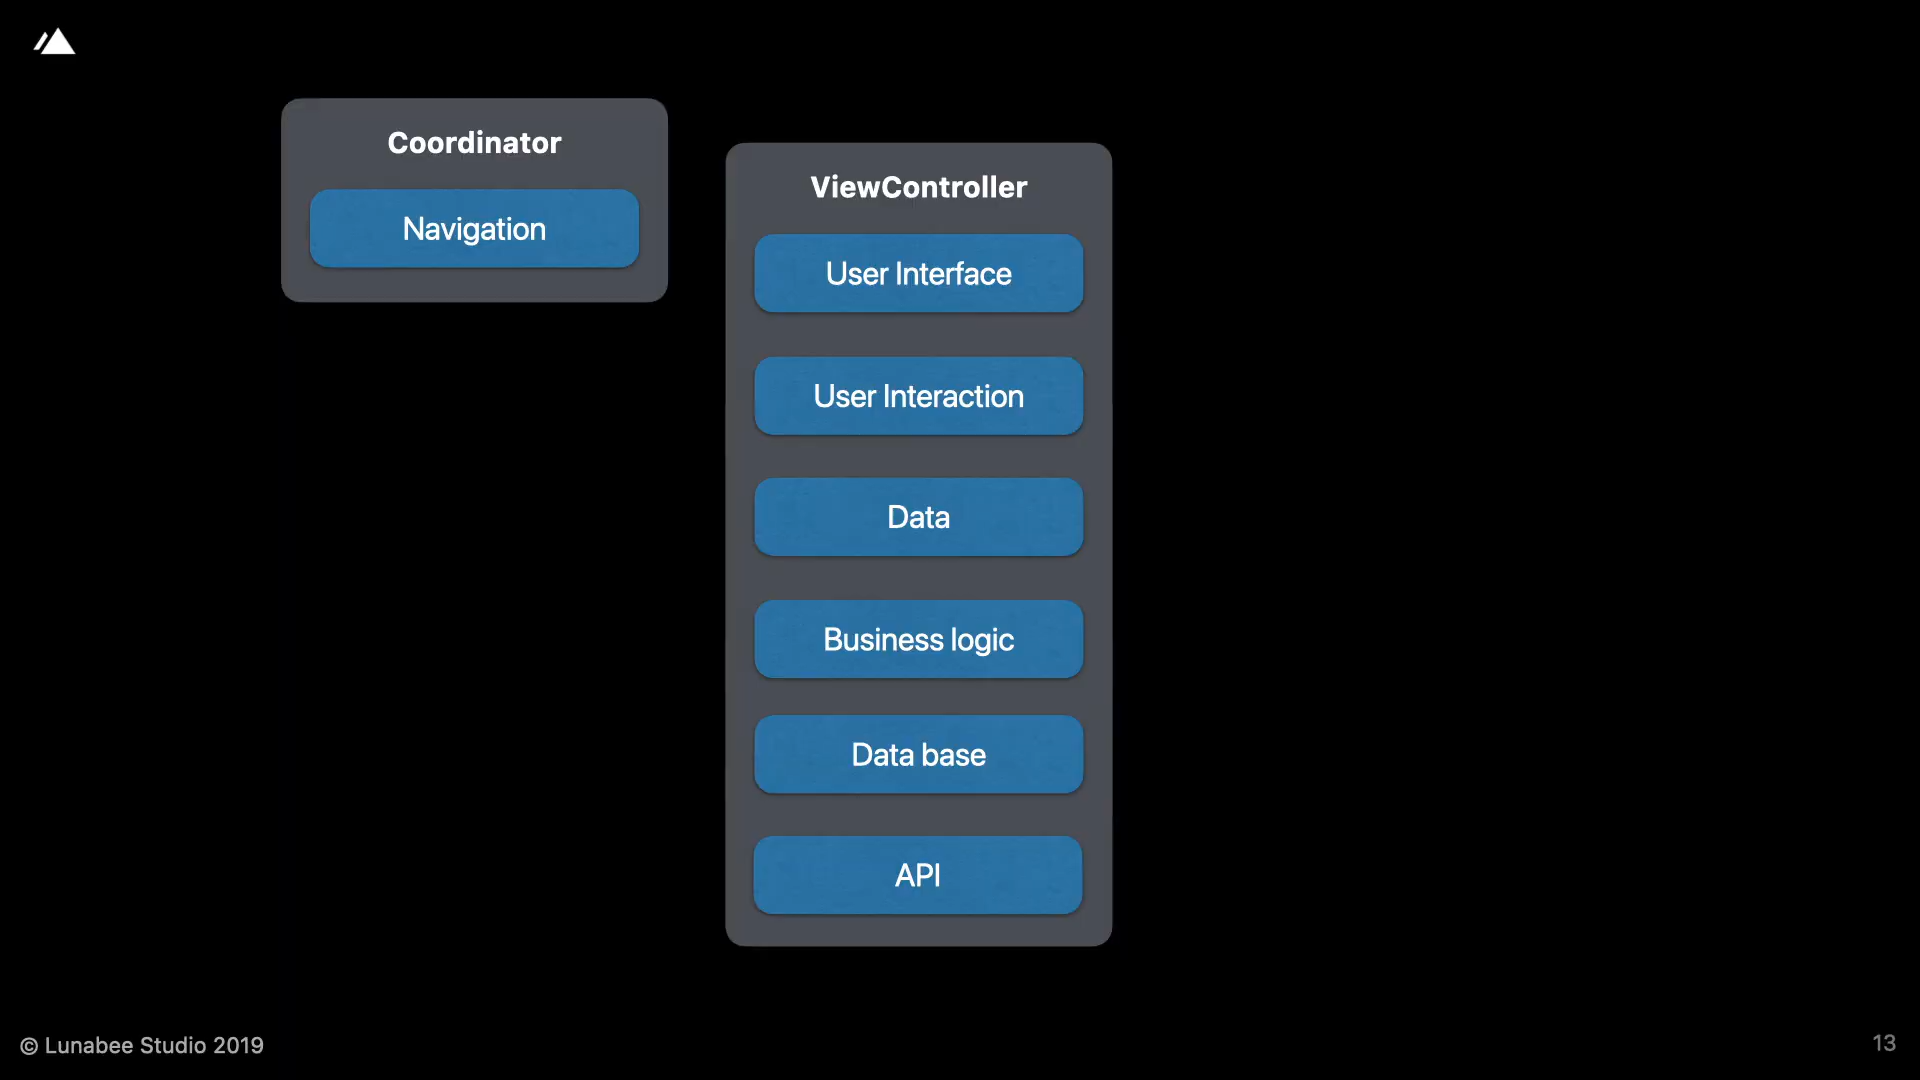 Coordinator
Navigation
ViewController
User Interface
User Interaction
Data
Business logic
Data base
API
© Lunabee Studio 2019
13